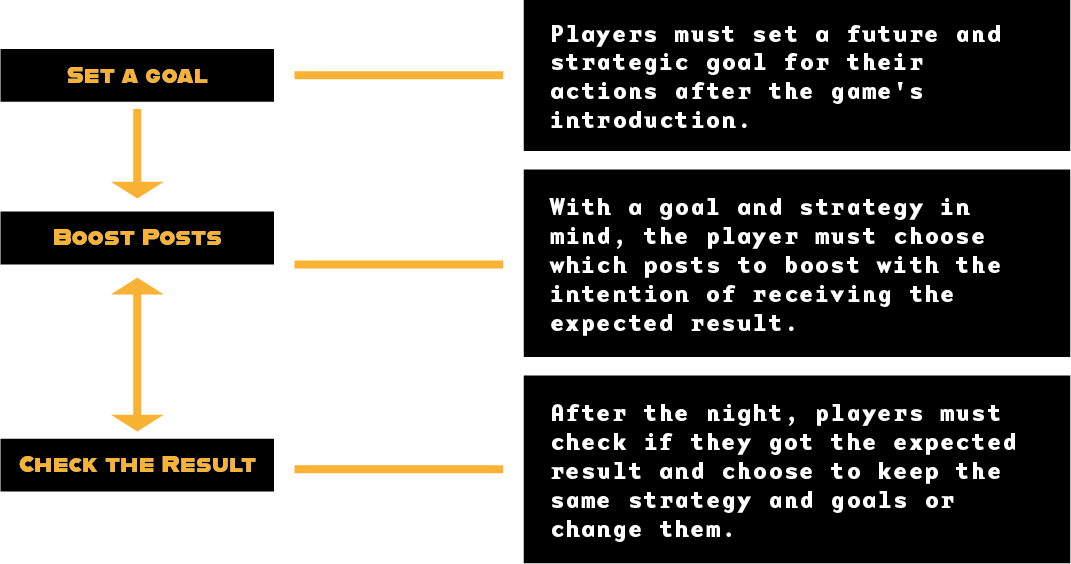 SET A GOAL
Players must set a future and
strategic goal for their
actions after the game's
introduction.
BOOST POSTS
With a goal and strategy in
mind, the player must choose
which posts to boost with the
intention of receiving the
expected result.
CHECK THE RESULT
After the night, players must
check if they got the expected
result and choose to keep the
same strategy and goals or
change them.